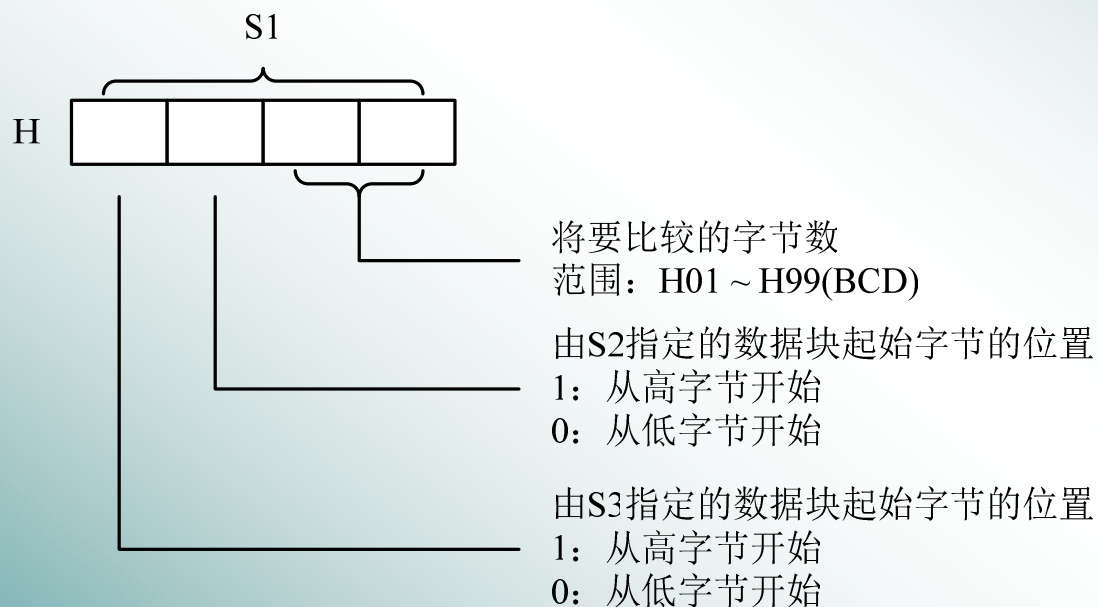 S1
H
将要比较的字节数
范围：H01 ~ H99(BCD)
由S2指定的数据块起始字节的位置
1：从高字节开始
0：从低字节开始
由S3指定的数据块起始字节的位置
1：从高字节开始
0：从低字节开始